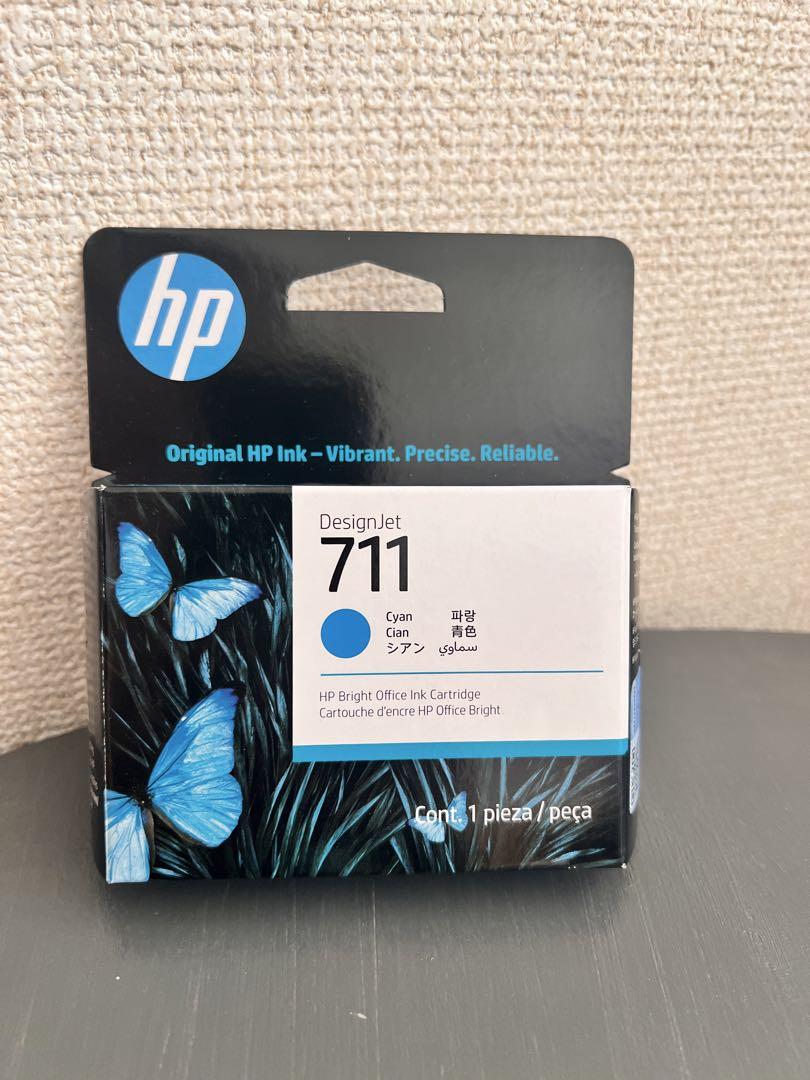 hp
Original HP Ink – Vibrant. Precise. Reliable.
DesignJet
711
Cyan 파랑
Cian 青色
シアン سماوي
HP Bright Office Ink Cartridge
Cartouche d'encre HP Office Bright
Cont. 1 pieza / peça